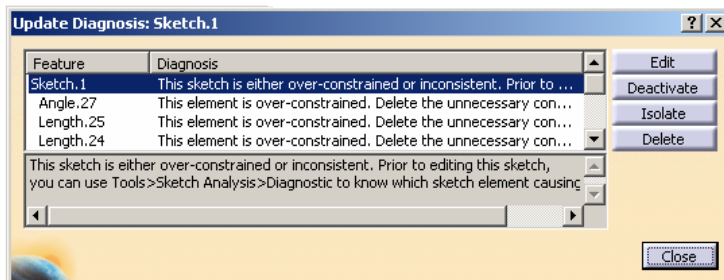 Update Diagnosis: Sketch.1
Feature Diagnosis
Sketch.1 This sketch is either over-constrained or inconsistent. Prior to ...
Angle.27 This element is over-constrained. Delete the unnecessary con...
Length.25 This element is over-constrained. Delete the unnecessary con...
Length.24 This element is over-constrained. Delete the unnecessary con...
Edit
Deactivate
Isolate
Delete
This sketch is either over-constrained or inconsistent. Prior to editing this sketch,
you can use Tools>Sketch Analysis>Diagnostic to know which sketch element causing
Close